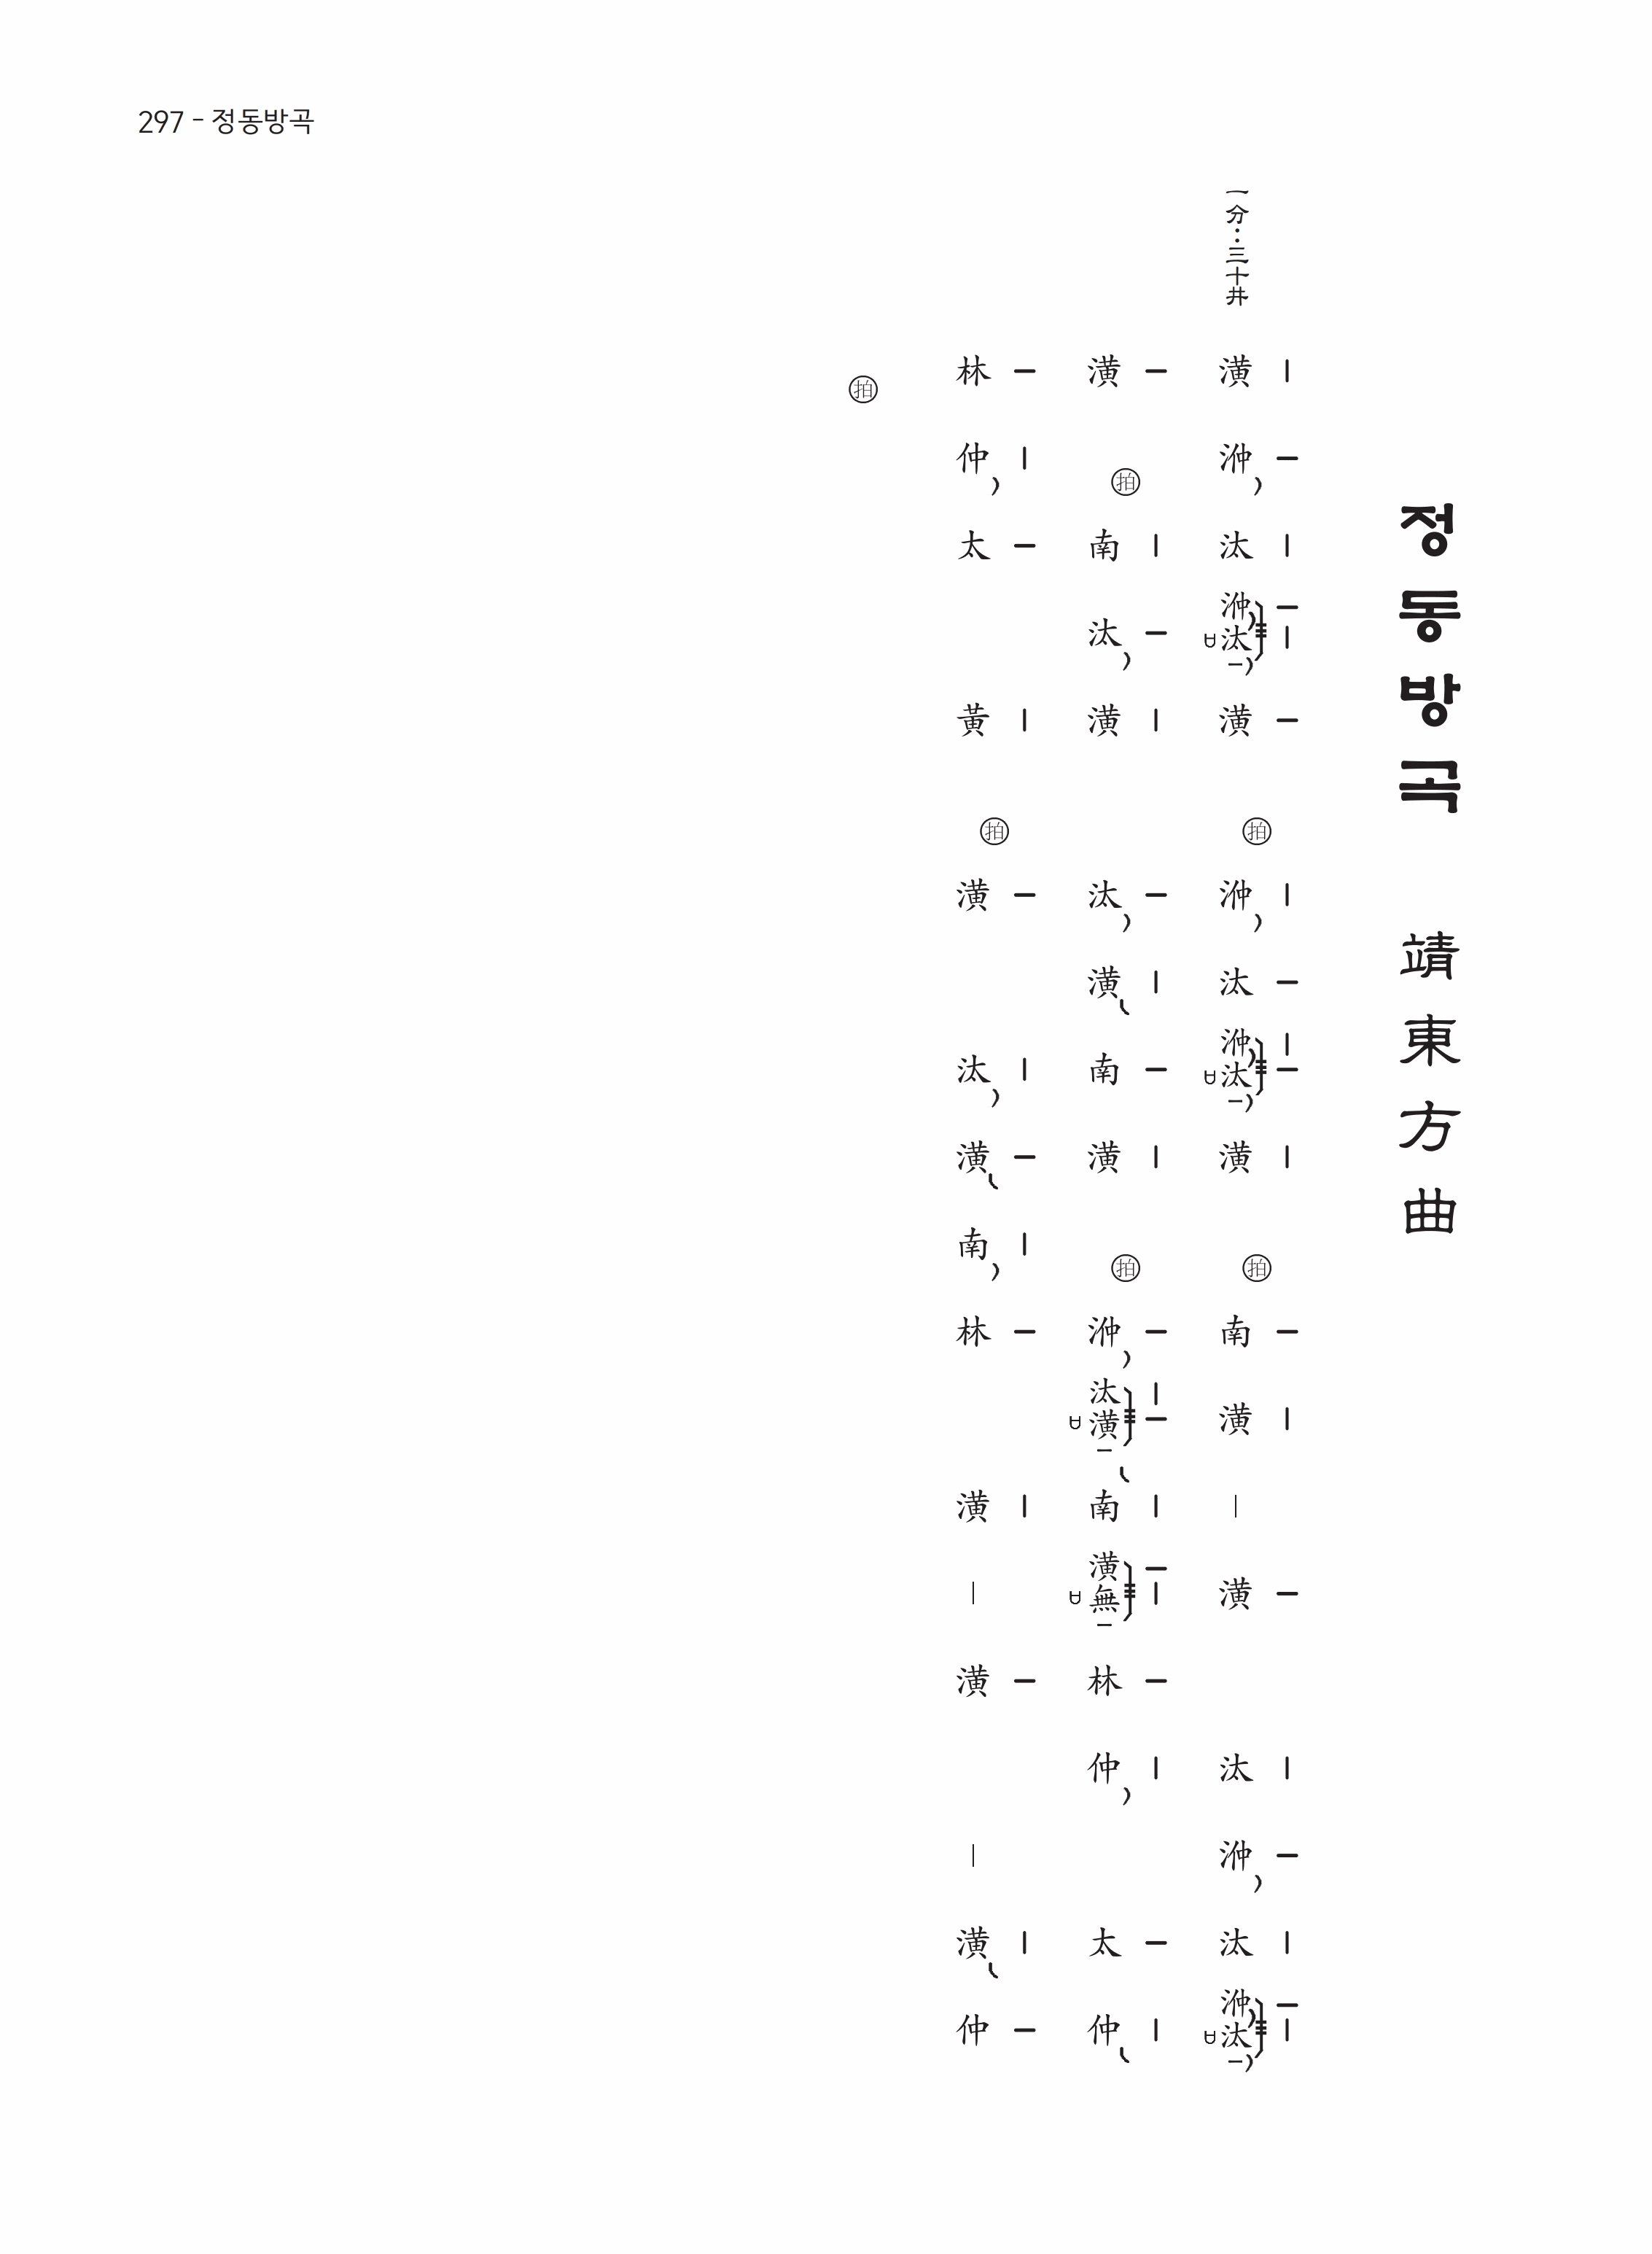 297 - 정동방곡
정동방곡 靖東方曲
一分··三十井
潢 㳞 汰 㳞 汰 潢 拍 㳞 汰 㳞 汰 潢 拍 南 潢 潢 汰 㳞 汰 㳞 汰
潢 拍 南 汰 潢 汰 潢 南 潢 拍 㳞 汰 潢 南 潢 無 林 仲 太 仲
林 仲 太 黃 拍 潢 汰 潢 南 林 潢 潢 潢 仲
拍